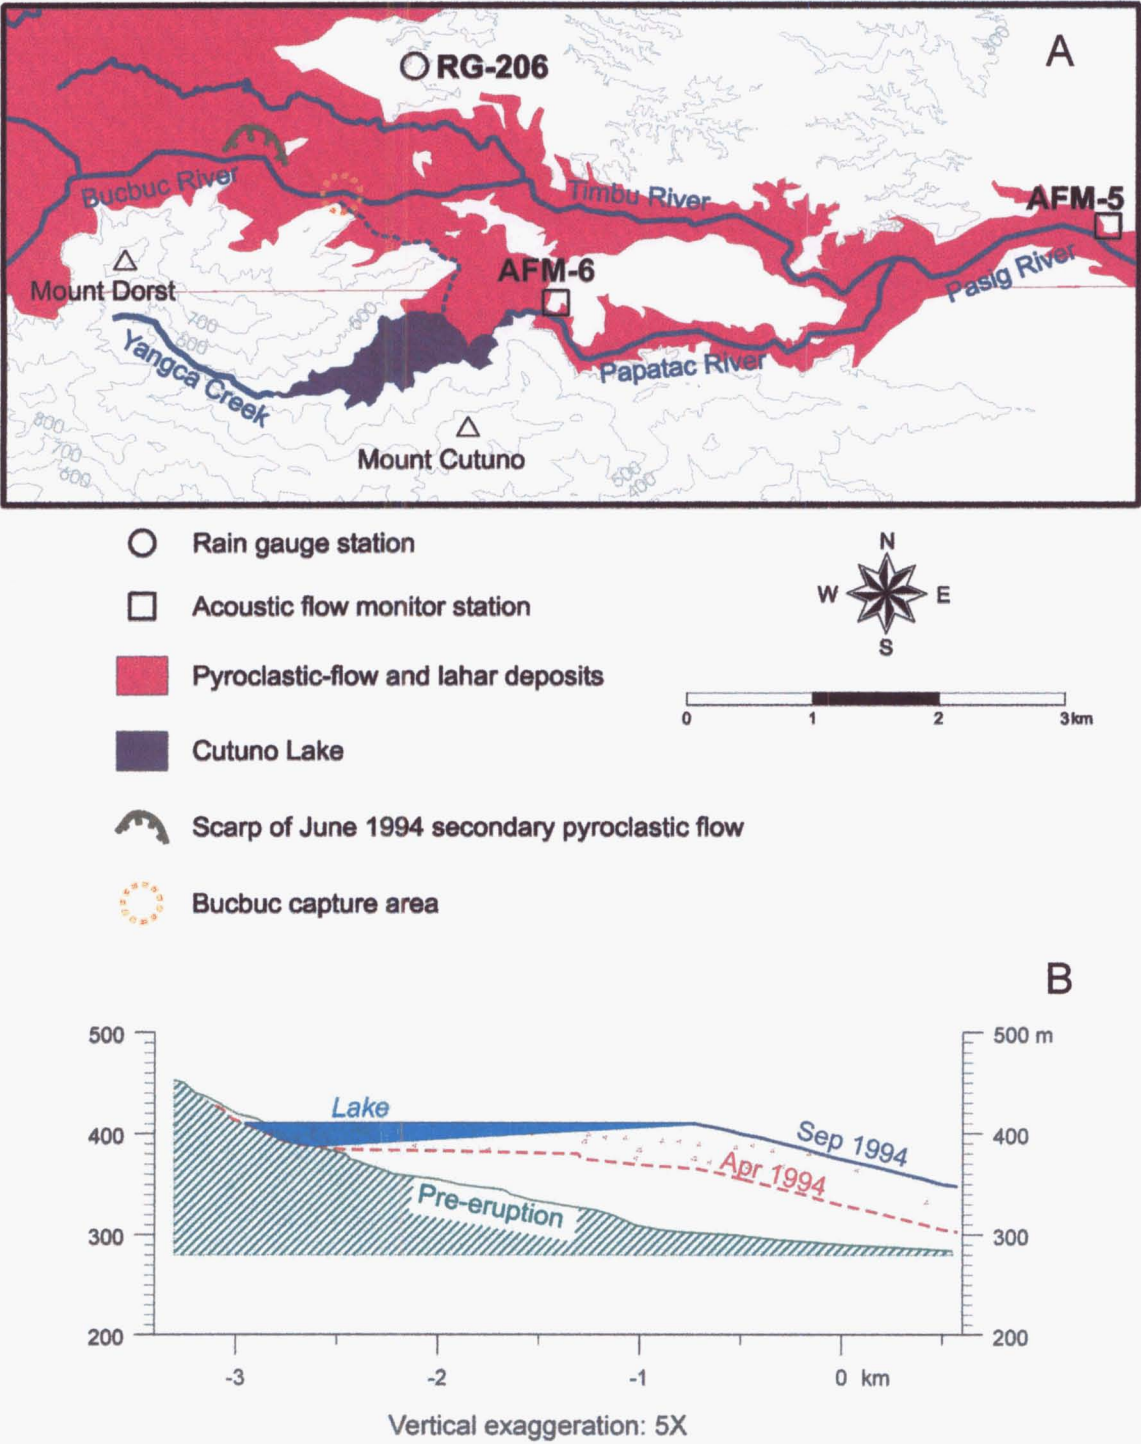 A
300
RG-206
Bucbuc River
Timbu River
AFM-5
AFM-6
Pasig River
Mount Dorst
700
600
600
Yangca Creek
Papatac River
800
700
600
Mount Cutuno
500
400
Rain gauge station
N
W E
S
Acoustic flow monitor station
Pyroclastic-flow and lahar deposits
0 1 2 3km
Cutuno Lake
Scarp of June 1994 secondary pyroclastic flow
Bucbuc capture area
B
500 500 m
Lake
400 400
Sep 1994
Apr 1994
Pre-eruption
300 300
200 200
-3 -2 -1 0 km
Vertical exaggeration: 5X